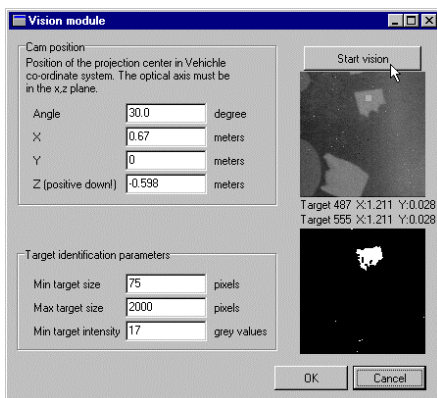 Vision module
Cam position
Position of the projection center in Vehichle
co-ordinate system. The optical axis must be
in the x,z plane.
Angle 30.0 degree
X 0.67 meters
Y 0 meters
Z (positive down!) -0.598 meters
Target identification parameters
Min target size 75 pixels
Max target size 2000 pixels
Min target intensity 17 grey values
Start vision
Target 487 X:1.211 Y:0.028
Target 555 X:1.211 Y:0.028
OK Cancel